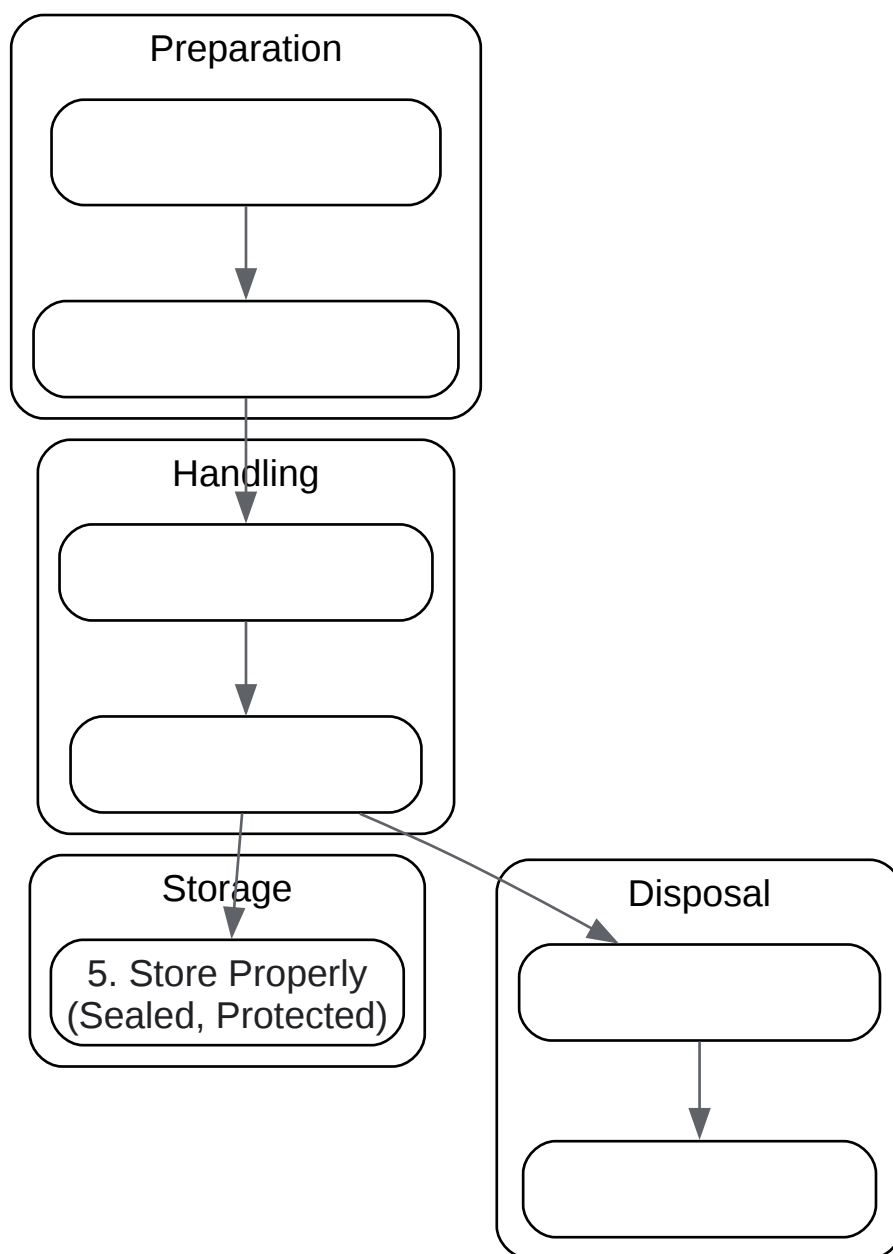 Preparation
Handling
Storage
5. Store Properly
(Sealed, Protected)
Disposal